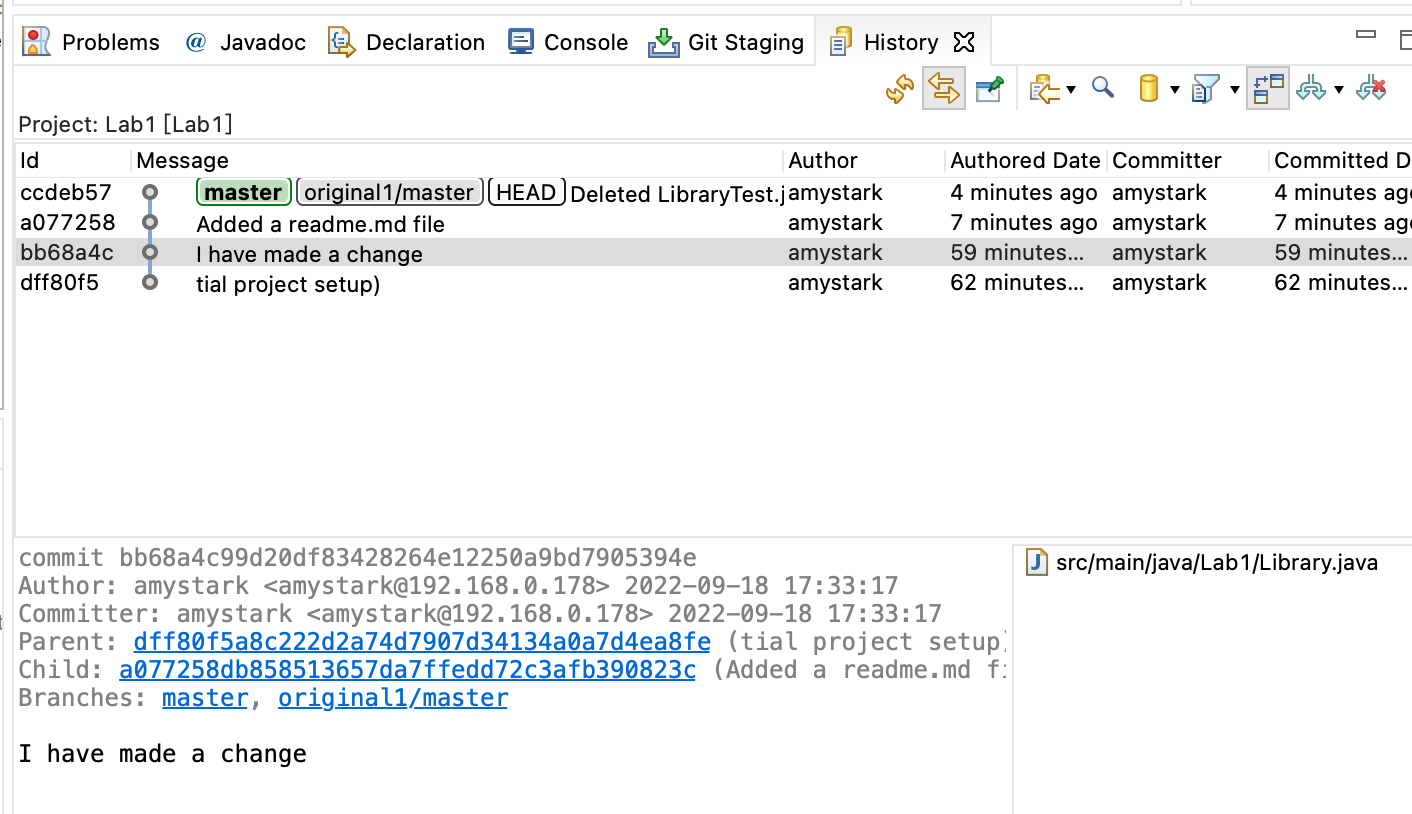 Problems @ Javadoc Declaration Console Git Staging History
Project: Lab1 [Lab1]
Id Message Author Authored Date Committer Committed D
ccdeb57 master original1/master HEAD Deleted LibraryTest.j amystark 4 minutes ago amystark 4 minutes ago
a077258 Added a readme.md file amystark 7 minutes ago amystark 7 minutes ago
bb68a4c I have made a change amystark 59 minutes... amystark 59 minutes...
dff80f5 tial project setup) amystark 62 minutes... amystark 62 minutes...
commit bb68a4c99d20df83428264e12250a9bd7905394e
Author: amystark <amystark@192.168.0.178> 2022-09-18 17:33:17
Committer: amystark <amystark@192.168.0.178> 2022-09-18 17:33:17
Parent: dff80f5a8c222d2a74d7907d34134a0a7d4ea8fe (tial project setup)
Child: a077258db858513657da7ffedd72c3afb390823c (Added a readme.md fi
Branches: master, original1/master
I have made a change
src/main/java/Lab1/Library.java